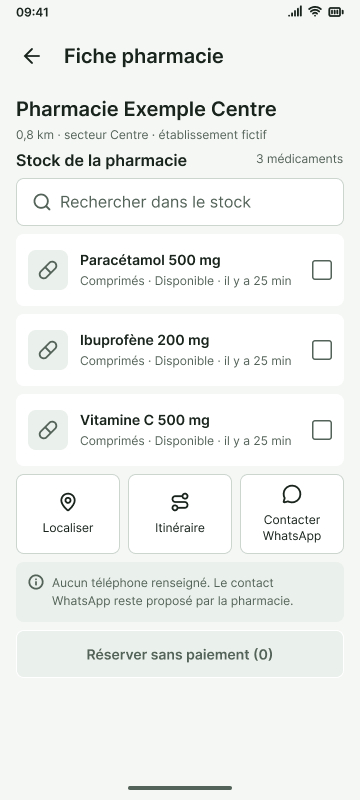 09:41
Fiche pharmacie
Pharmacie Exemple Centre
0,8 km · secteur Centre · établissement fictif
Stock de la pharmacie
3 médicaments
Rechercher dans le stock
Paracétamol 500 mg
Comprimés · Disponible · il y a 25 min
Ibuprofène 200 mg
Comprimés · Disponible · il y a 25 min
Vitamine C 500 mg
Comprimés · Disponible · il y a 25 min
Localiser
Itinéraire
Contacter
WhatsApp
Aucun téléphone renseigné. Le contact
WhatsApp reste proposé par la pharmacie.
Réserver sans paiement (0)